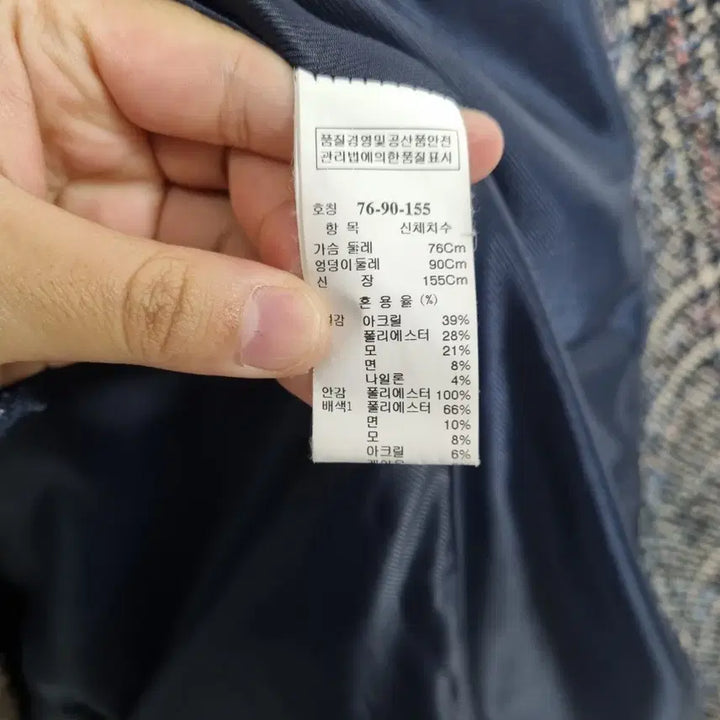 품질경영및공산품안전
관리법에의한품질표시
호칭 76-90-155
항 목 신체치수
가슴 둘레 76Cm
엉덩이둘레 90Cm
신 장 155Cm
혼 용 율 (%)
아크릴 39%
폴리에스터 28%
모 21%
면 8%
나일론 4%
안감 폴리에스터 100%
배색1 폴리에스터 66%
면 10%
모 8%
아크릴 6%